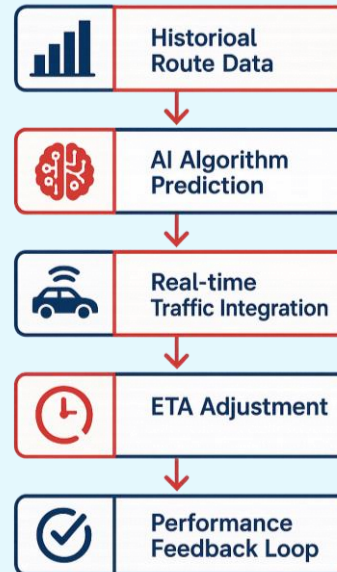 Historioal
Route Data
AI Algorithm
Prediction
Real-time
Traffic Integration
ETA Adjustment
Performance
Feedback Loop